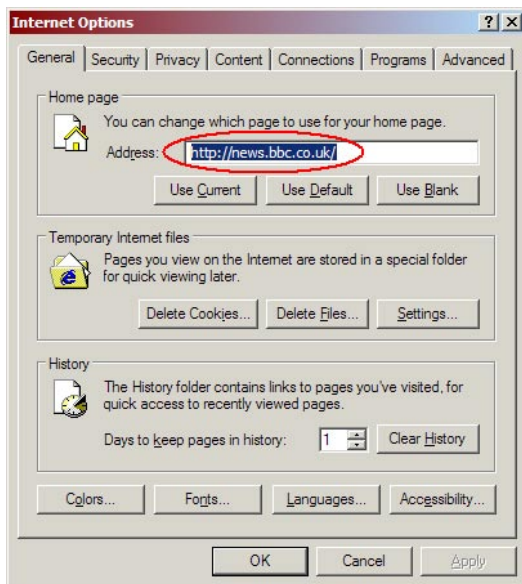 Internet Options
General Security Privacy Content Connections Programs Advanced
Home page
You can change which page to use for your home page.
Address: http://news.bbc.co.uk/
Use Current Use Default Use Blank
Temporary Internet files
Pages you view on the Internet are stored in a special folder
for quick viewing later.
Delete Cookies... Delete Files... Settings...
History
The History folder contains links to pages you've visited, for
quick access to recently viewed pages.
Days to keep pages in history: 1 Clear History
Colors... Fonts... Languages... Accessibility...
OK Cancel Apply